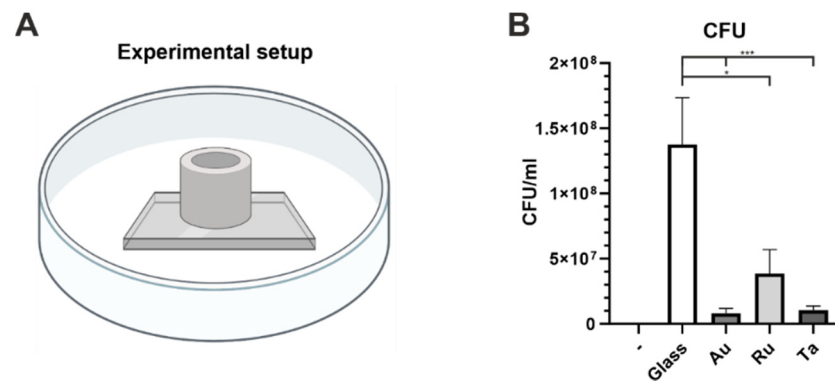 A
Experimental setup
B
CFU
***
*
2×10⁸
1.5×10⁸
1×10⁸
5×10⁷
0
CFU/ml
-
Glass
Au
Ru
Ta